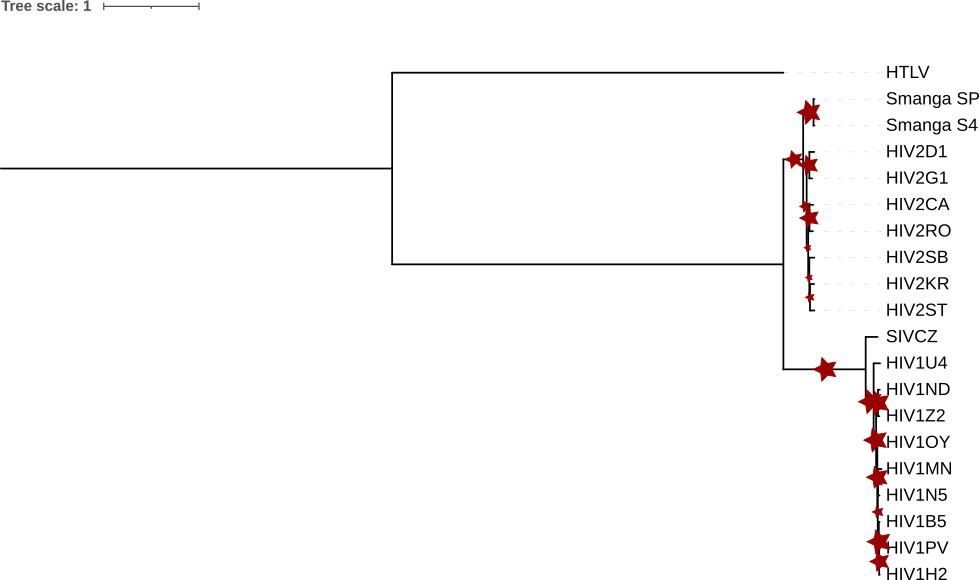 Tree scale: 1
HTLV
Smanga SP
Smanga S4
HIV2D1
HIV2G1
HIV2CA
HIV2RO
HIV2SB
HIV2KR
HIV2ST
SIVCZ
HIV1U4
HIV1ND
HIV1Z2
HIV1OY
HIV1MN
HIV1N5
HIV1B5
HIV1PV
HIV1H2